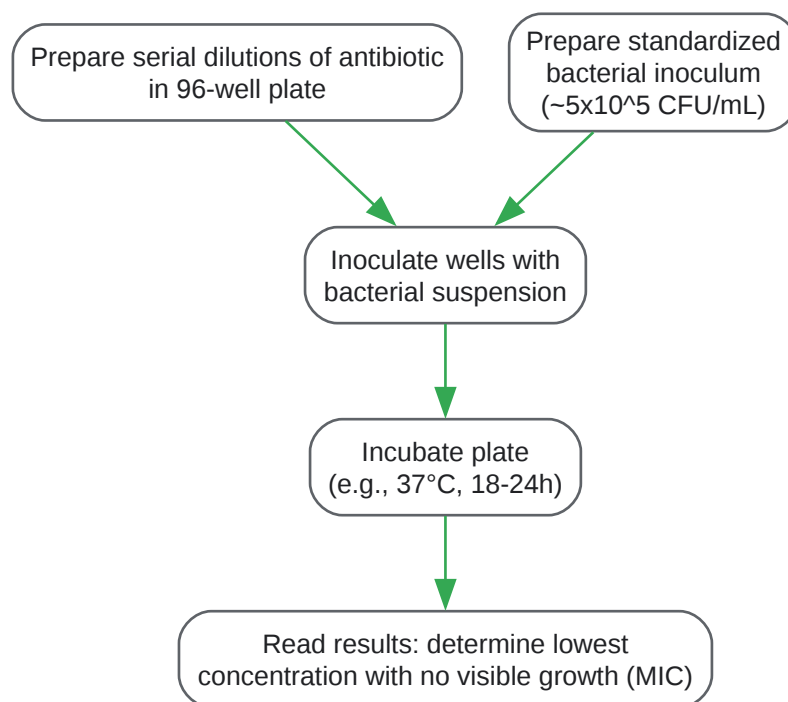 Prepare serial dilutions of antibiotic
in 96-well plate
Prepare standardized
bacterial inoculum
(~5x10^5 CFU/mL)
Inoculate wells with
bacterial suspension
Incubate plate
(e.g., 37°C, 18-24h)
Read results: determine lowest
concentration with no visible growth (MIC)